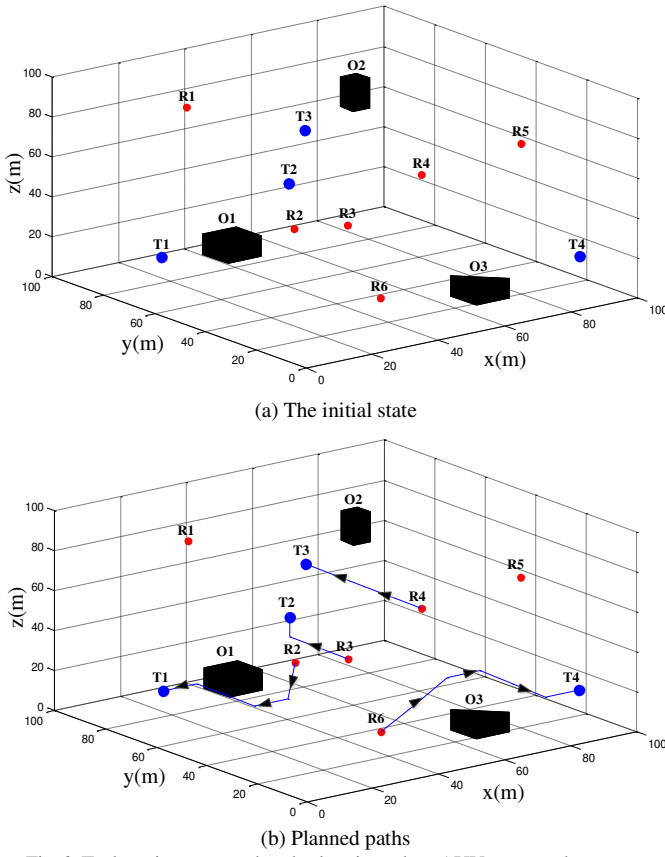 100
80
60
40
20
0
z(m)
R1
O2
T3
R5
R4
T2
O1
R2
R3
T1
T4
O3
R6
100
80
60
40
20
0
y(m)
0
20
40
60
80
100
x(m)
(a) The initial state
100
80
60
40
20
0
z(m)
R1
O2
T3
R5
R4
T2
O1
R2
R3
T1
T4
O3
R6
100
80
60
40
20
0
y(m)
0
20
40
60
80
100
x(m)
(b) Planned paths